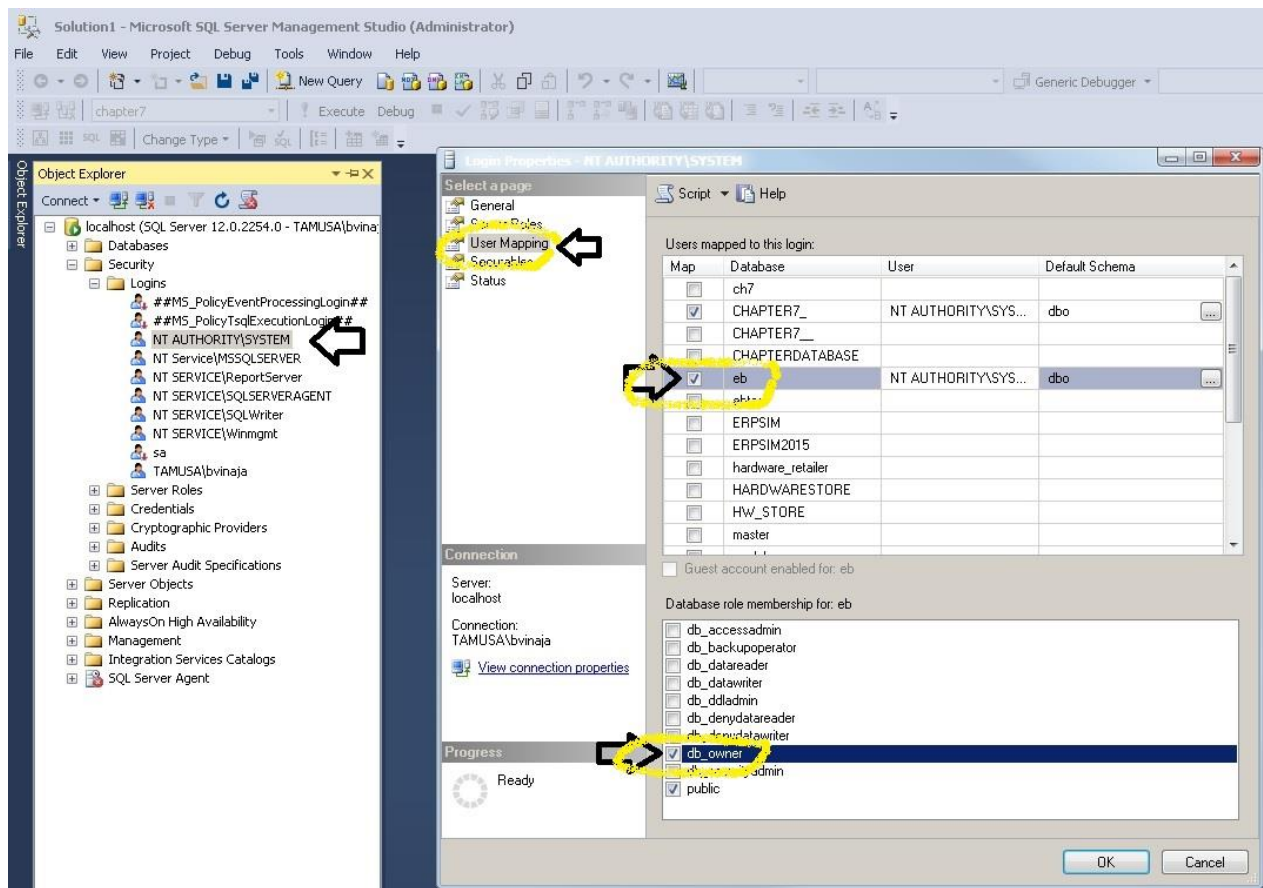 Solution1 - Microsoft SQL Server Management Studio (Administrator)
File Edit View Project Debug Tools Window Help
New Query
Generic Debugger
chapter7
Execute Debug
Change Type
Object Explorer
Object Explorer
Connect
localhost (SQL Server 12.0.2254.0 - TAMUSA\bvinaj
Databases
Security
Logins
##MS_PolicyEventProcessingLogin##
##MS_PolicyTsqlExecutionLogin##
NT AUTHORITY\SYSTEM
NT Service\MSSQLSERVER
NT SERVICE\ReportServer
NT SERVICE\SQLSERVERAGENT
NT SERVICE\SQLWriter
NT SERVICE\Winmgmt
sa
TAMUSA\bvinaja
Server Roles
Credentials
Cryptographic Providers
Audits
Server Audit Specifications
Server Objects
Replication
AlwaysOn High Availability
Management
Integration Services Catalogs
SQL Server Agent
Login Properties - NT AUTHORITY\SYSTEM
Select a page
General
Server Roles
User Mapping
Securables
Status
Connection
Server:
localhost
Connection:
TAMUSA\bvinaja
View connection properties
Progress
Ready
Script Help
Users mapped to this login:
Map Database User Default Schema
ch7
CHAPTER7_ NT AUTHORITY\SYS... dbo ...
CHAPTER7__
CHAPTERDATABASE
eb NT AUTHORITY\SYS... dbo ...
ERPSIM
ERPSIM2015
hardware_retailer
HARDWARESTORE
HW_STORE
master
Guest account enabled for: eb
Database role membership for: eb
db_accessadmin
db_backupoperator
db_datareader
db_datawriter
db_ddladmin
db_denydatareader
db_denydatawriter
db_owner
db_securityadmin
public
OK Cancel